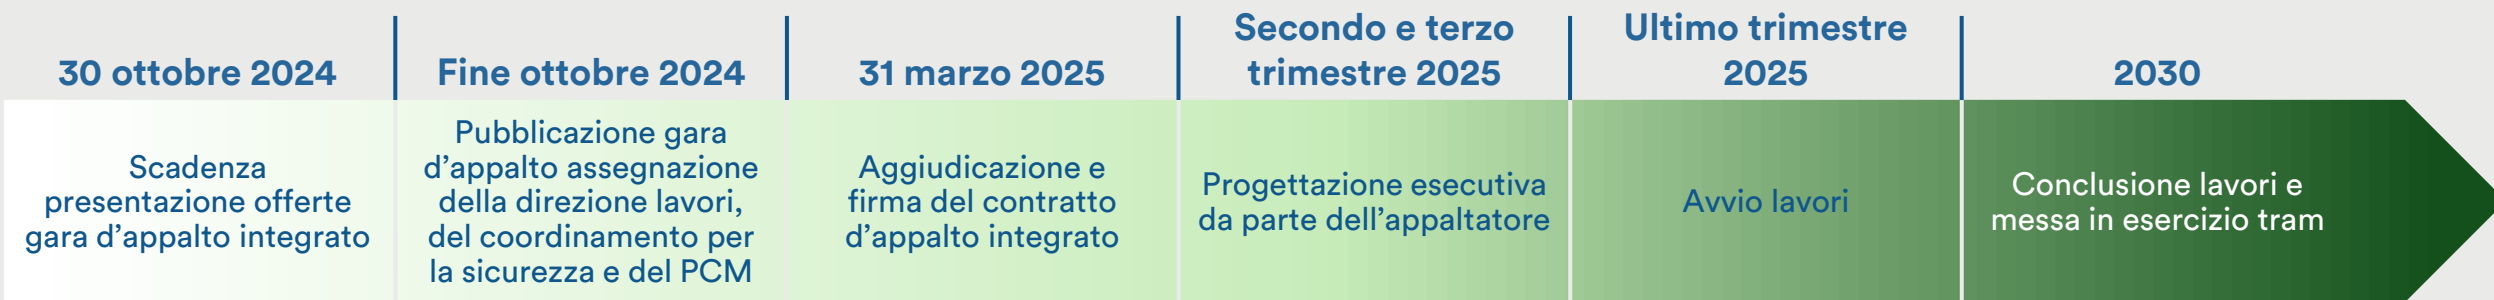 30 ottobre 2024
Scadenza
presentazione offerte
gara d’appalto integrato
Fine ottobre 2024
Pubblicazione gara
d’appalto assegnazione
della direzione lavori,
del coordinamento per
la sicurezza e del PCM
31 marzo 2025
Aggiudicazione e
firma del contratto
d’appalto integrato
Secondo e terzo
trimestre 2025
Progettazione esecutiva
da parte dell’appaltatore
Ultimo trimestre
2025
Avvio lavori
2030
Conclusione lavori e
messa in esercizio tram